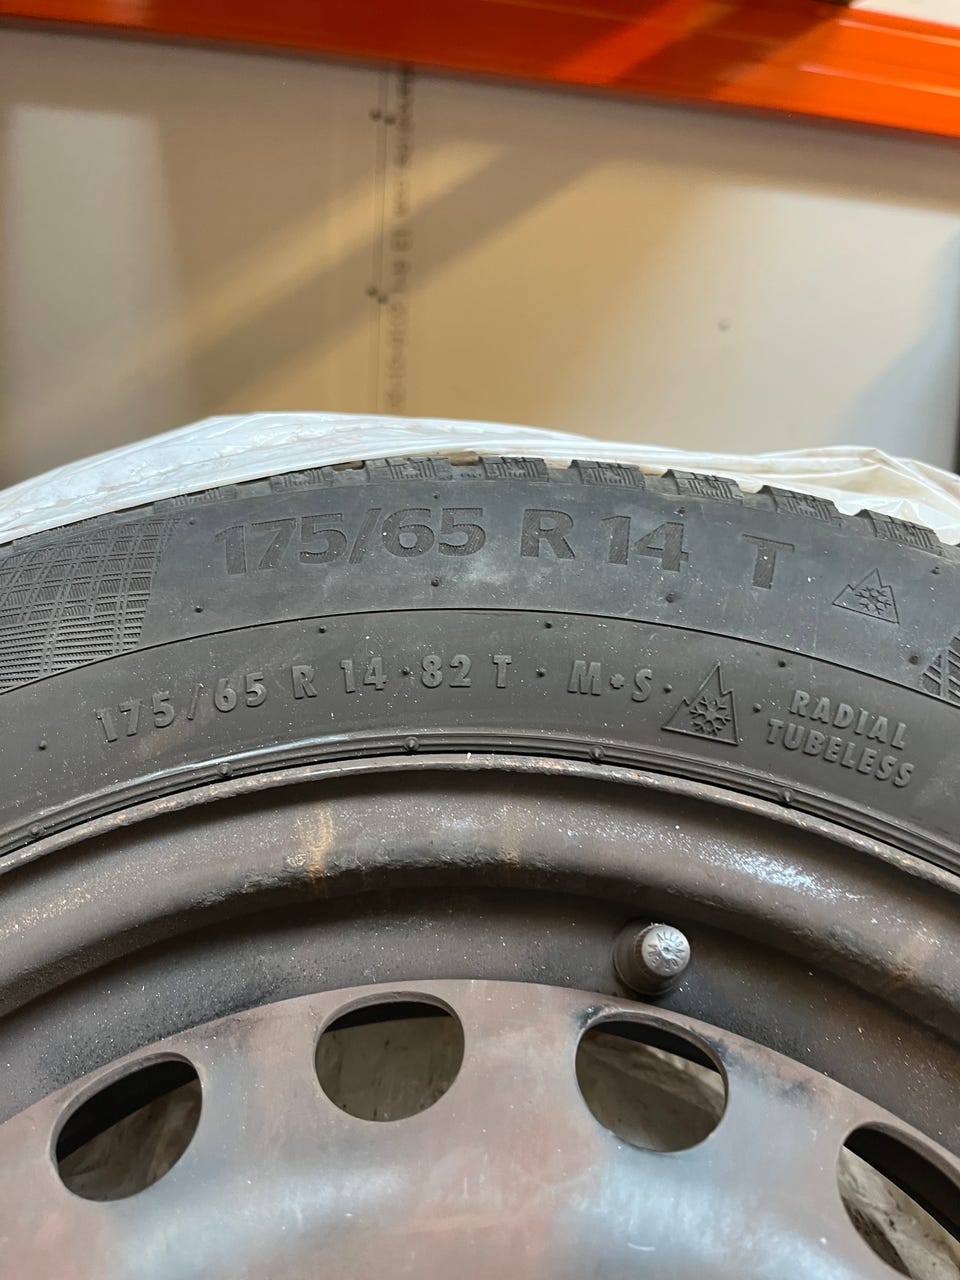 175/65 R 14 T
175/65 R 14 · 82 T · M+S ·
RADIAL
TUBELESS